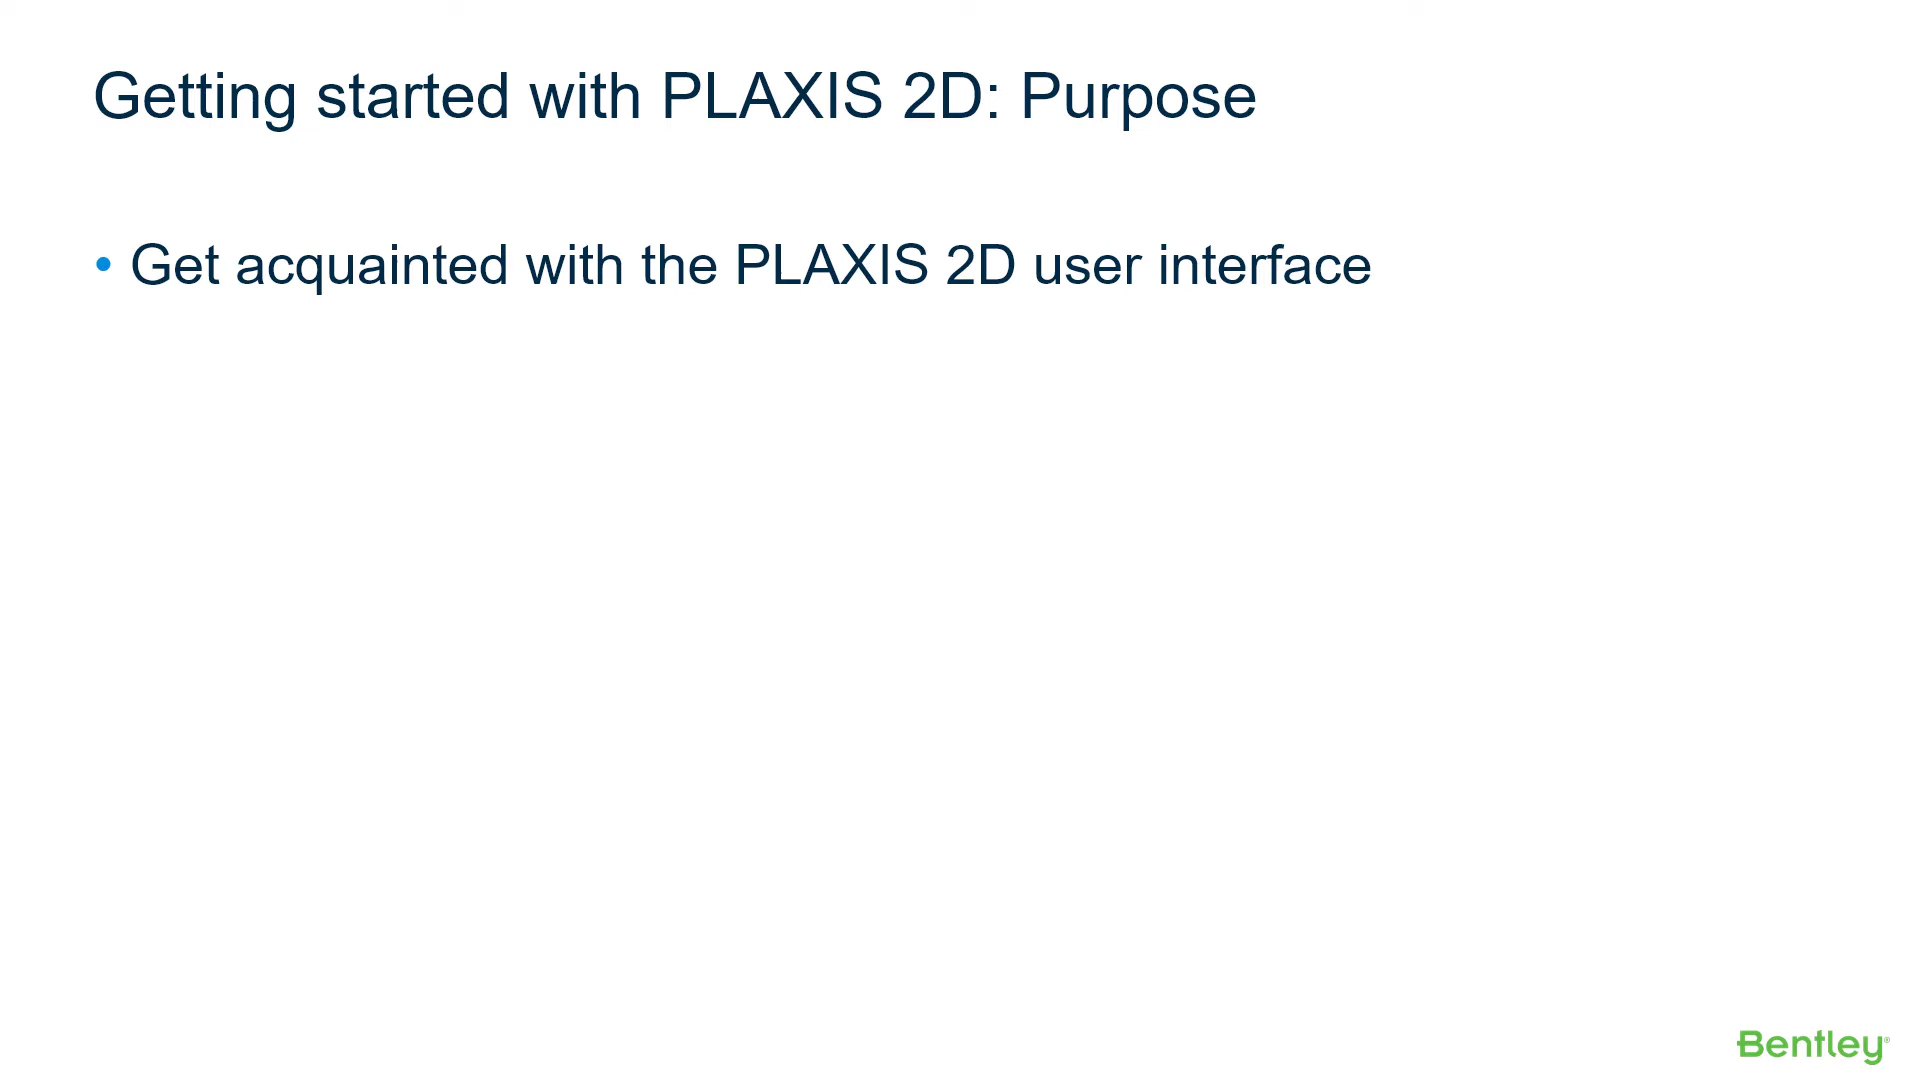 Getting started with PLAXIS 2D: Purpose
• Get acquainted with the PLAXIS 2D user interface
Bentley®